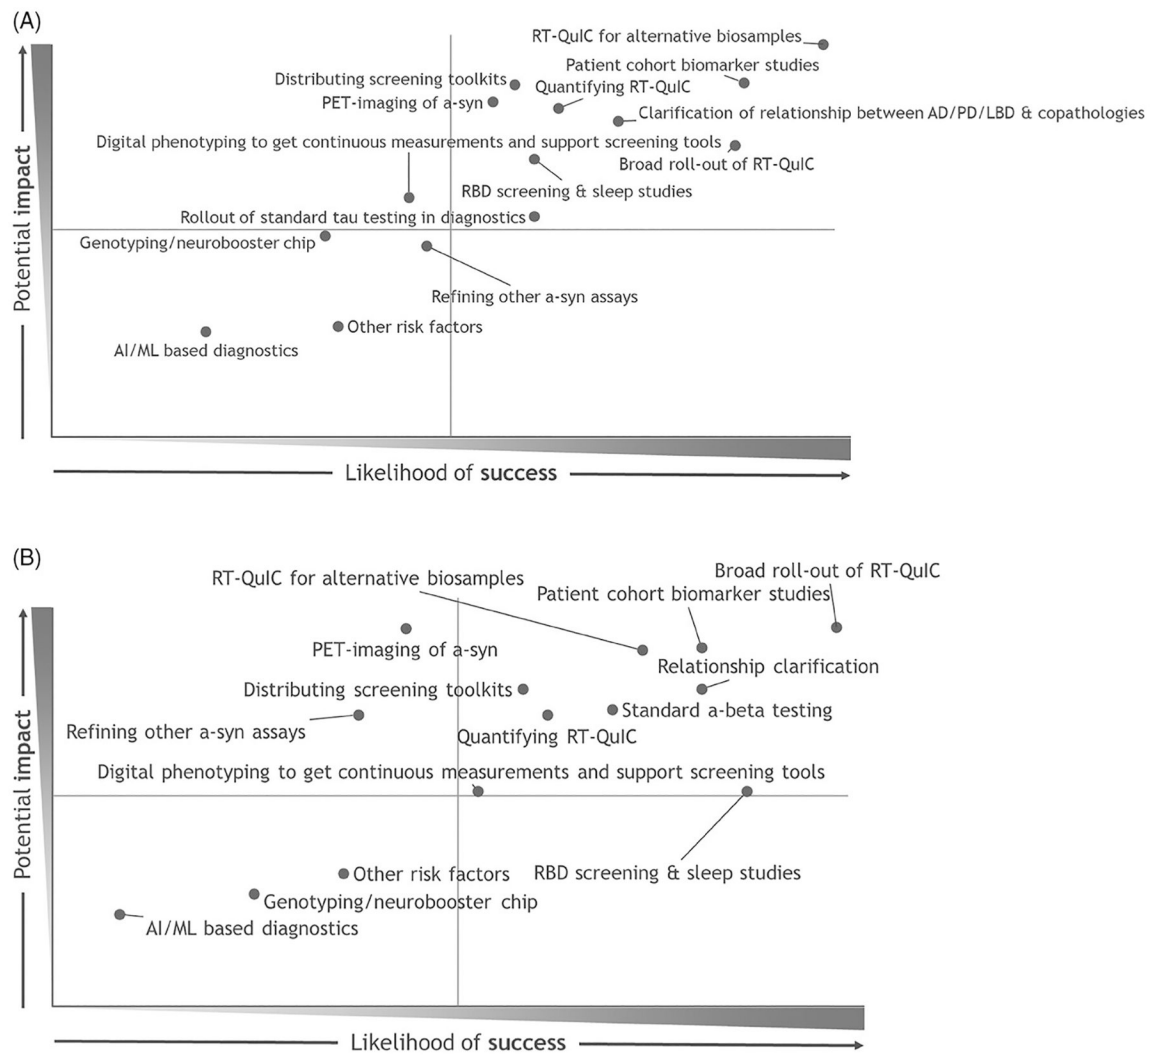 (A)
RT-QuIC for alternative biosamples
Patient cohort biomarker studies
Distributing screening toolkits
Quantifying RT-QuIC
PET-imaging of a-syn
Clarification of relationship between AD/PD/LBD & copathologies
Digital phenotyping to get continuous measurements and support screening tools
Broad roll-out of RT-QuIC
RBD screening & sleep studies
Rollout of standard tau testing in diagnostics
Genotyping/neurobooster chip
Refining other a-syn assays
Other risk factors
AI/ML based diagnostics
Potential impact
Likelihood of success
(B)
Broad roll-out of RT-QuIC
RT-QuIC for alternative biosamples
Patient cohort biomarker studies
PET-imaging of a-syn
Relationship clarification
Distributing screening toolkits
Standard a-beta testing
Refining other a-syn assays
Quantifying RT-QuIC
Digital phenotyping to get continuous measurements and support screening tools
Other risk factors
RBD screening & sleep studies
Genotyping/neurobooster chip
AI/ML based diagnostics
Potential impact
Likelihood of success